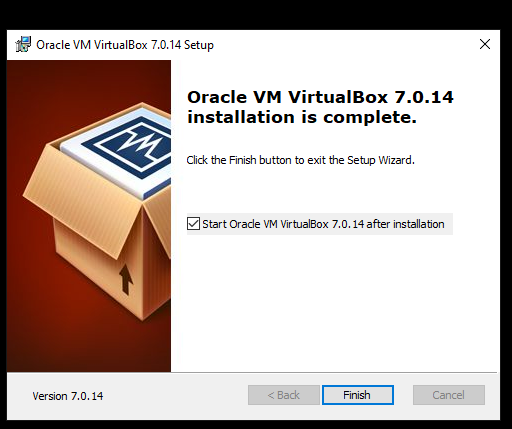 Oracle VM VirtualBox 7.0.14 Setup
Oracle VM VirtualBox 7.0.14
installation is complete.
Click the Finish button to exit the Setup Wizard.
Start Oracle VM VirtualBox 7.0.14 after installation
Version 7.0.14
< Back
Finish
Cancel